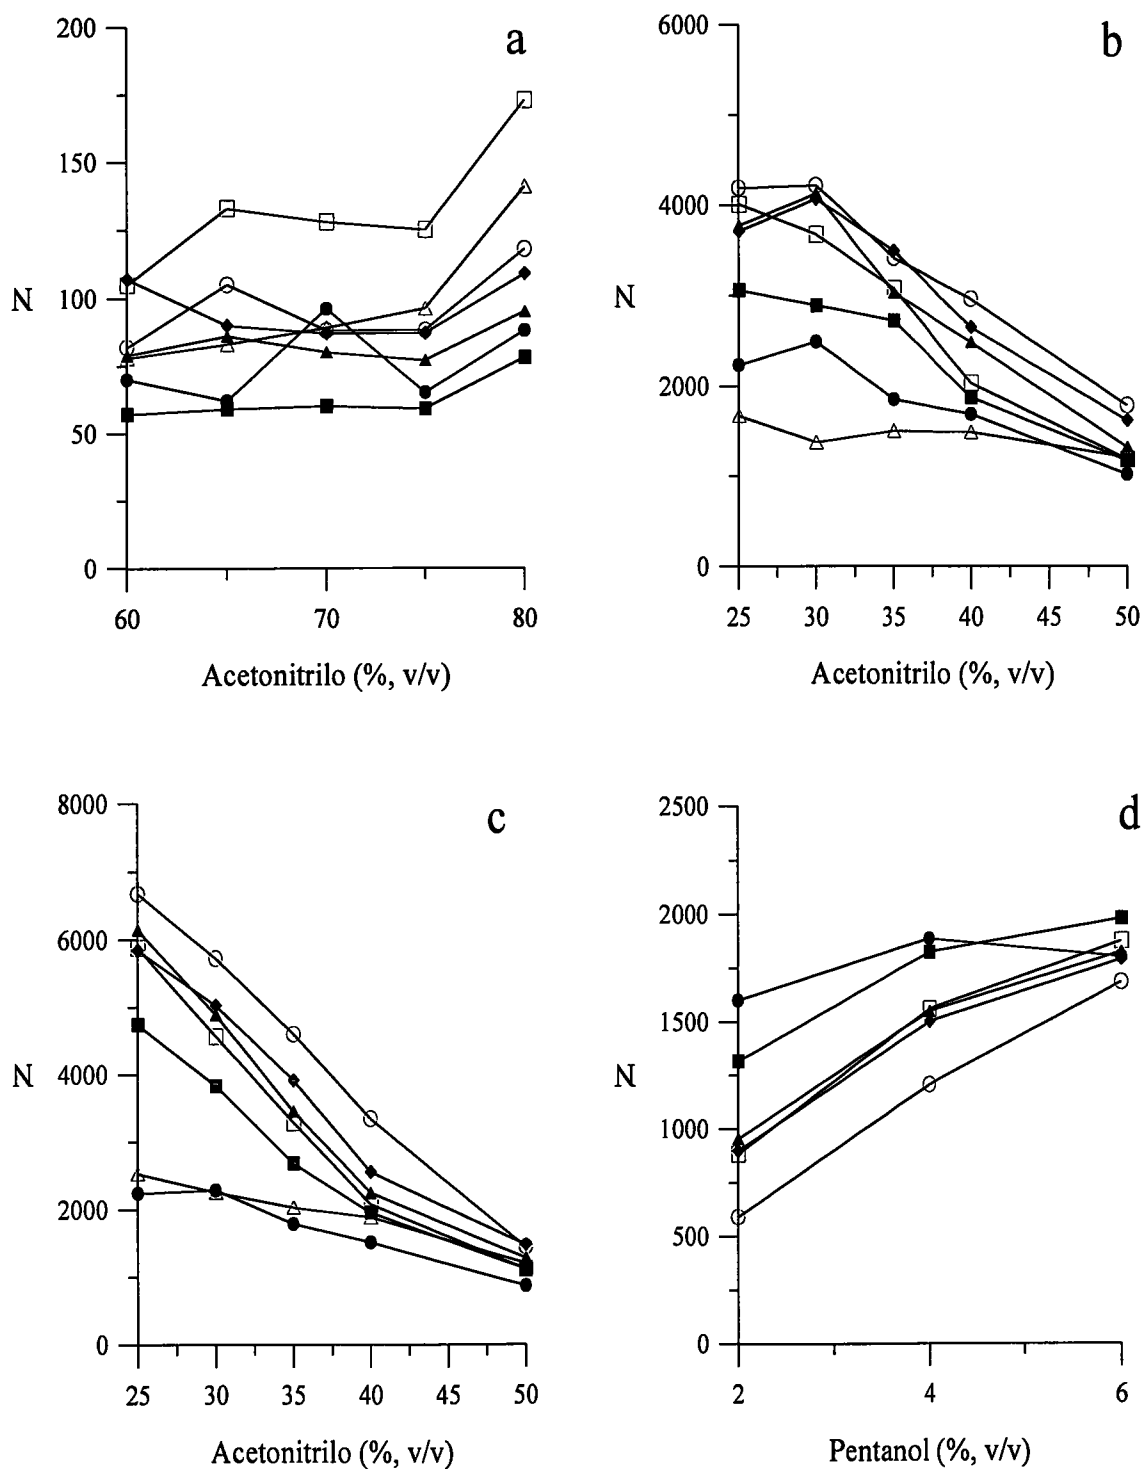 a
200
150
N
100
50
0
60 70 80
Acetonitrilo (%, v/v)
b
6000
4000
N
2000
0
25 30 35 40 45 50
Acetonitrilo (%, v/v)
c
8000
6000
N
4000
2000
0
25 30 35 40 45 50
Acetonitrilo (%, v/v)
d
2500
2000
1500
N
1000
500
0
2 4 6
Pentanol (%, v/v)